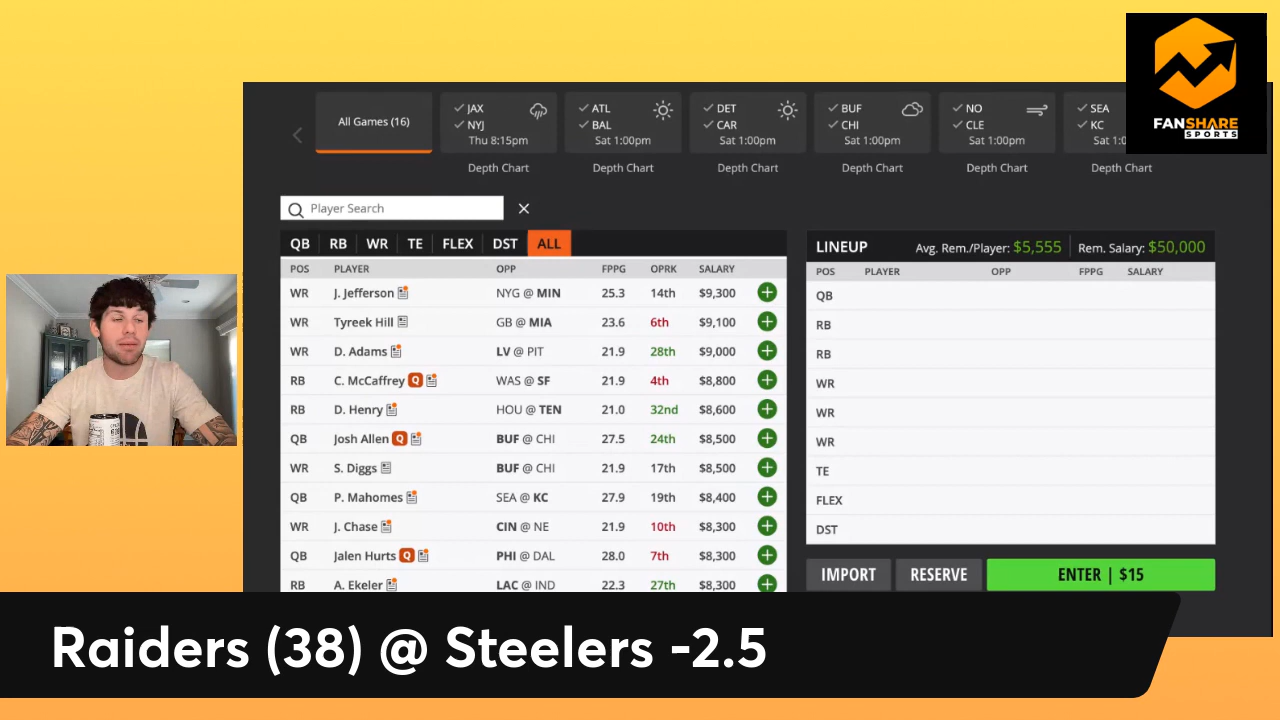 FANSHARE
SPORTS
All Games (16)
JAX
NYJ
Thu 8:15pm
ATL
BAL
Sat 1:00pm
DET
CAR
Sat 1:00pm
BUF
CHI
Sat 1:00pm
NO
CLE
Sat 1:00pm
SEA
KC
Sat 1:0
Depth Chart Depth Chart Depth Chart Depth Chart Depth Chart Depth Chart
Player Search
QB RB WR TE FLEX DST ALL
POS PLAYER OPP FPPG OPRK SALARY
WR J. Jefferson NYG @ MIN 25.3 14th $9,300
WR Tyreek Hill GB @ MIA 23.6 6th $9,100
WR D. Adams LV @ PIT 21.9 28th $9,000
RB C. McCaffrey Q WAS @ SF 21.9 4th $8,800
RB D. Henry HOU @ TEN 21.0 32nd $8,600
QB Josh Allen Q BUF @ CHI 27.5 24th $8,500
WR S. Diggs BUF @ CHI 21.9 17th $8,500
QB P. Mahomes SEA @ KC 27.9 19th $8,400
WR J. Chase CIN @ NE 21.9 10th $8,300
QB Jalen Hurts Q PHI @ DAL 28.0 7th $8,300
RB A. Ekeler LAC @ IND 22.3 27th $8,300
LINEUP Avg. Rem./Player: $5,555 Rem. Salary: $50,000
POS PLAYER OPP FPPG SALARY
QB
RB
RB
WR
WR
WR
TE
FLEX
DST
IMPORT RESERVE ENTER | $15
Raiders (38) @ Steelers -2.5